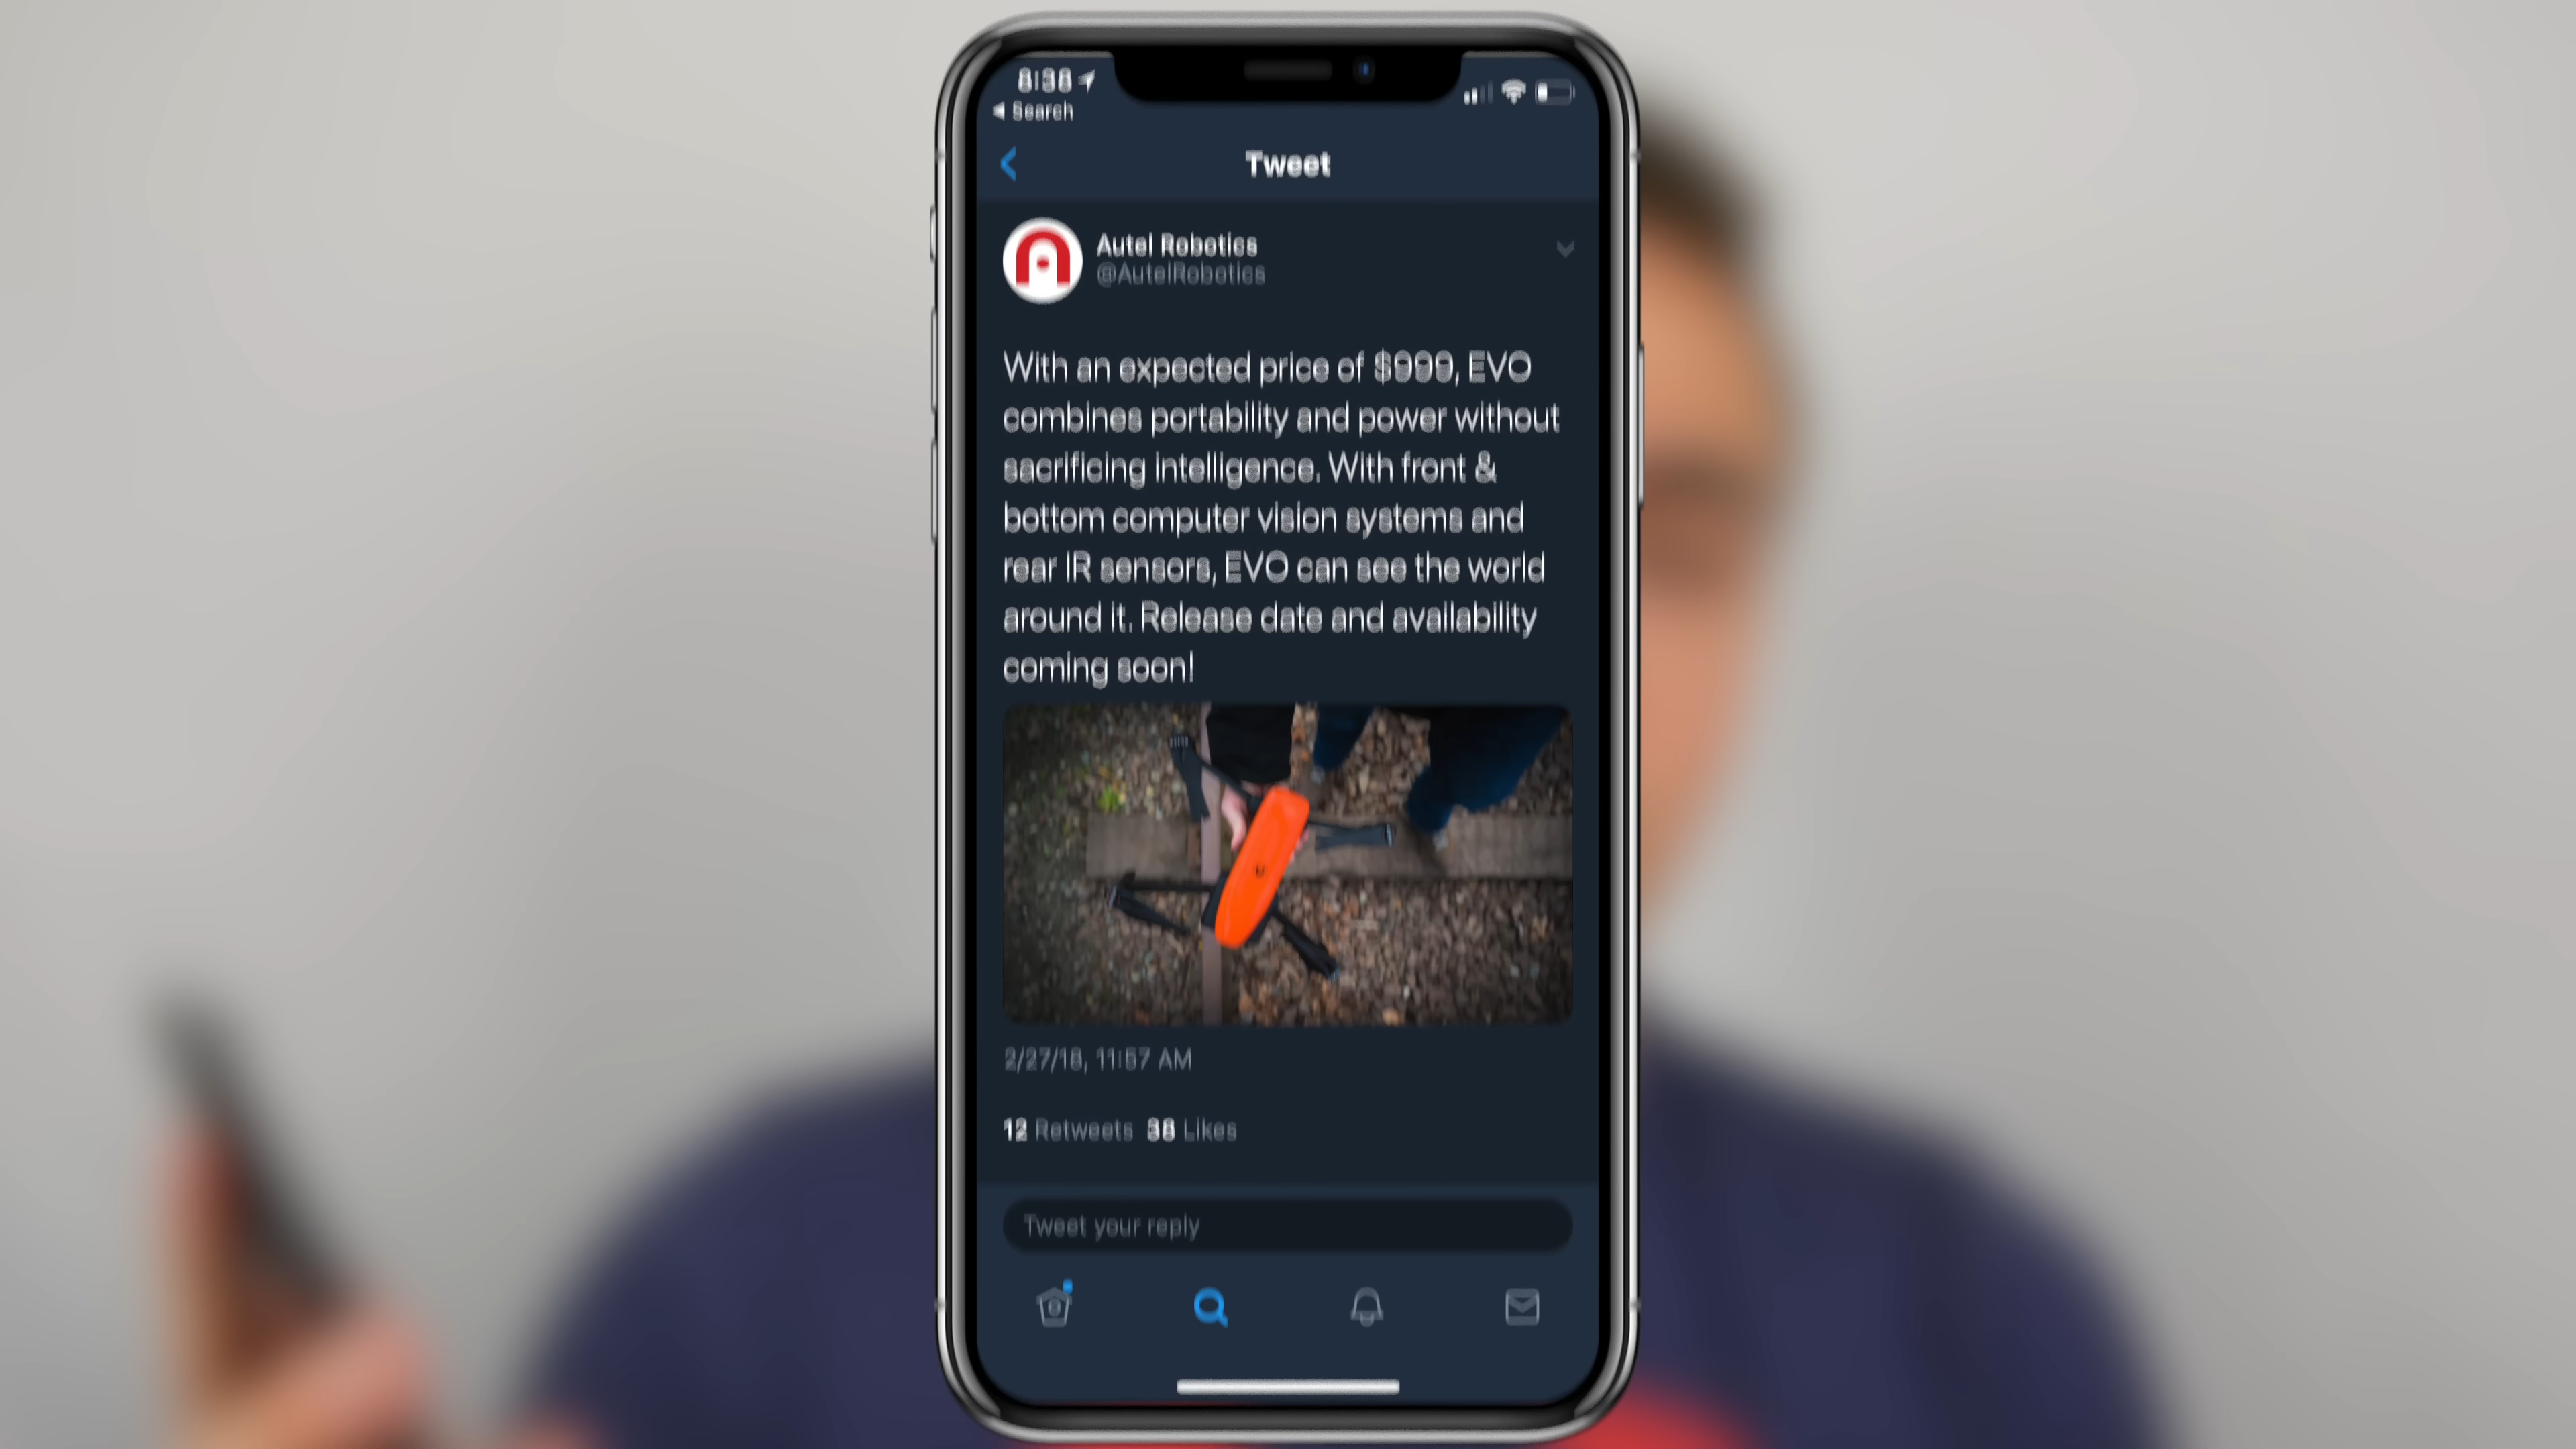 8:38
Search
Tweet
Autel Robotics
@AutelRobotics
With an expected price of $999, EVO
combines portability and power without
sacrificing intelligence. With front &
bottom computer vision systems and
rear IR sensors, EVO can see the world
around it. Release date and availability
coming soon!
2/27/18, 11:57 AM
12 Retweets 38 Likes
Tweet your reply